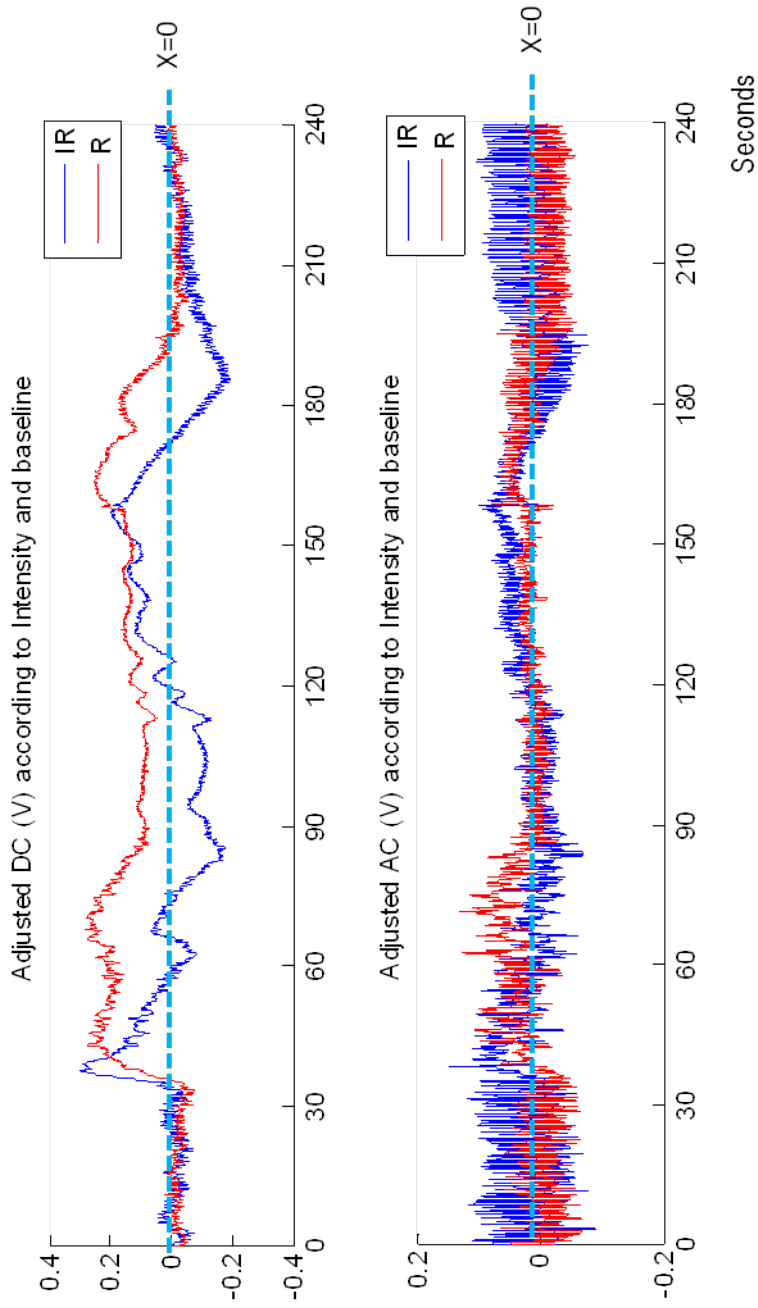 Adjusted DC (V) according to Intensity and baseline
0.4
0.2
0
-0.2
-0.4
0
30
60
90
120
150
180
210
240
IR
R
X=0
Adjusted AC (V) according to Intensity and baseline
0.2
0
-0.2
0
30
60
90
120
150
180
210
240
IR
R
X=0
Seconds